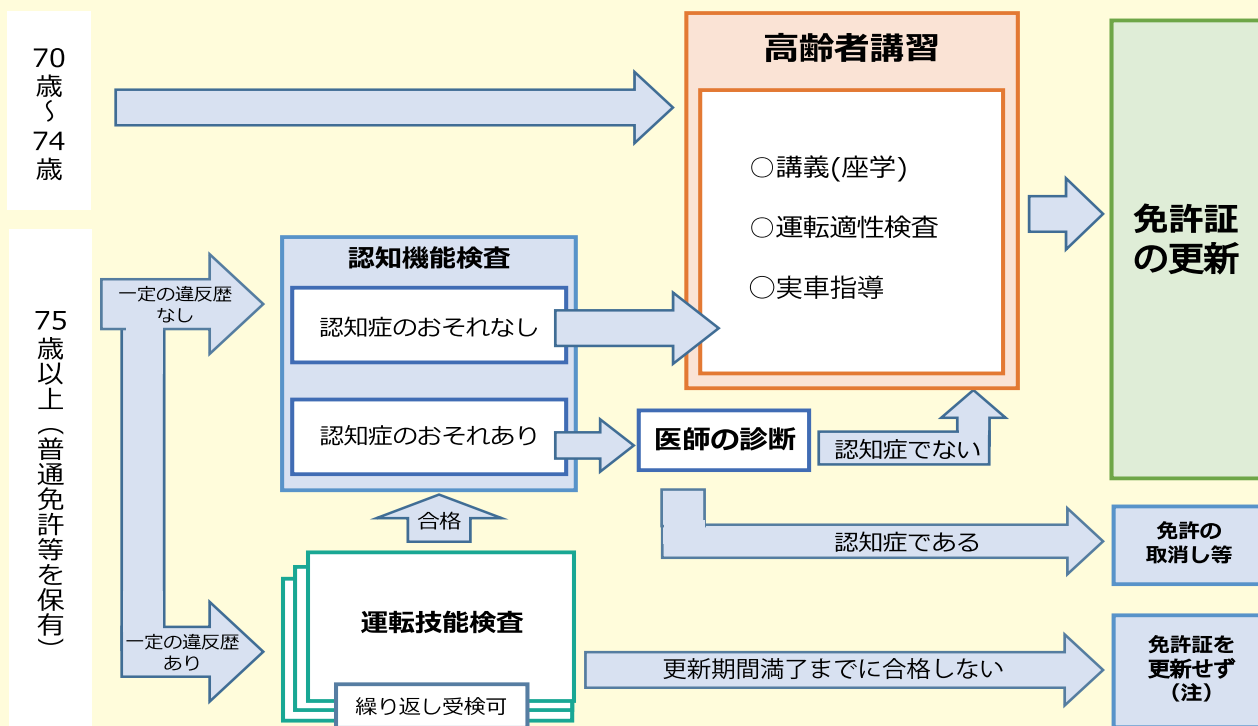 70歳〜74歳
高齢者講習
○講義(座学)
○運転適性検査
○実車指導
免許証
の更新
75歳以上（普通免許等を保有）
一定の違反歴
なし
認知機能検査
認知症のおそれなし
認知症のおそれあり
医師の診断
認知症でない
合格
認知症である
免許の
取消し等
一定の違反歴
あり
運転技能検査
繰り返し受検可
更新期間満了までに合格しない
免許証を
更新せず
（注）